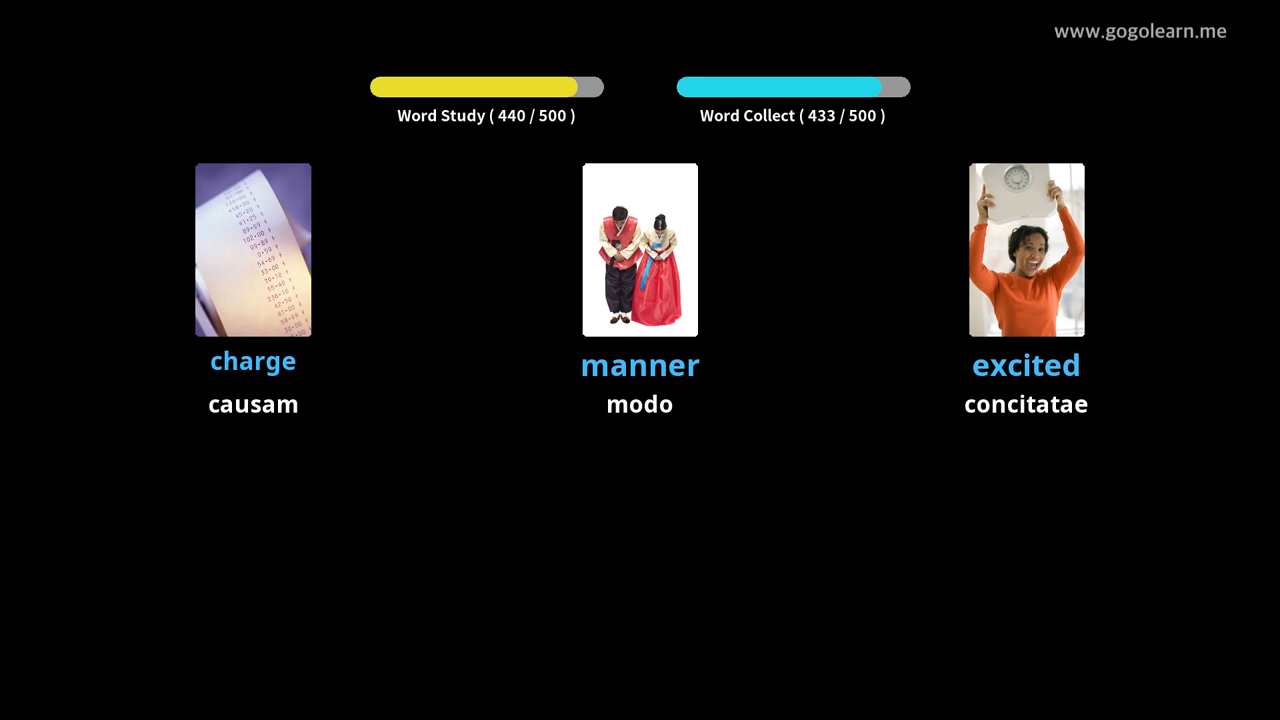 www.gogolearn.me
Word Study ( 440 / 500 )
Word Collect ( 433 / 500 )
charge
manner
excited
causam
modo
concitatae